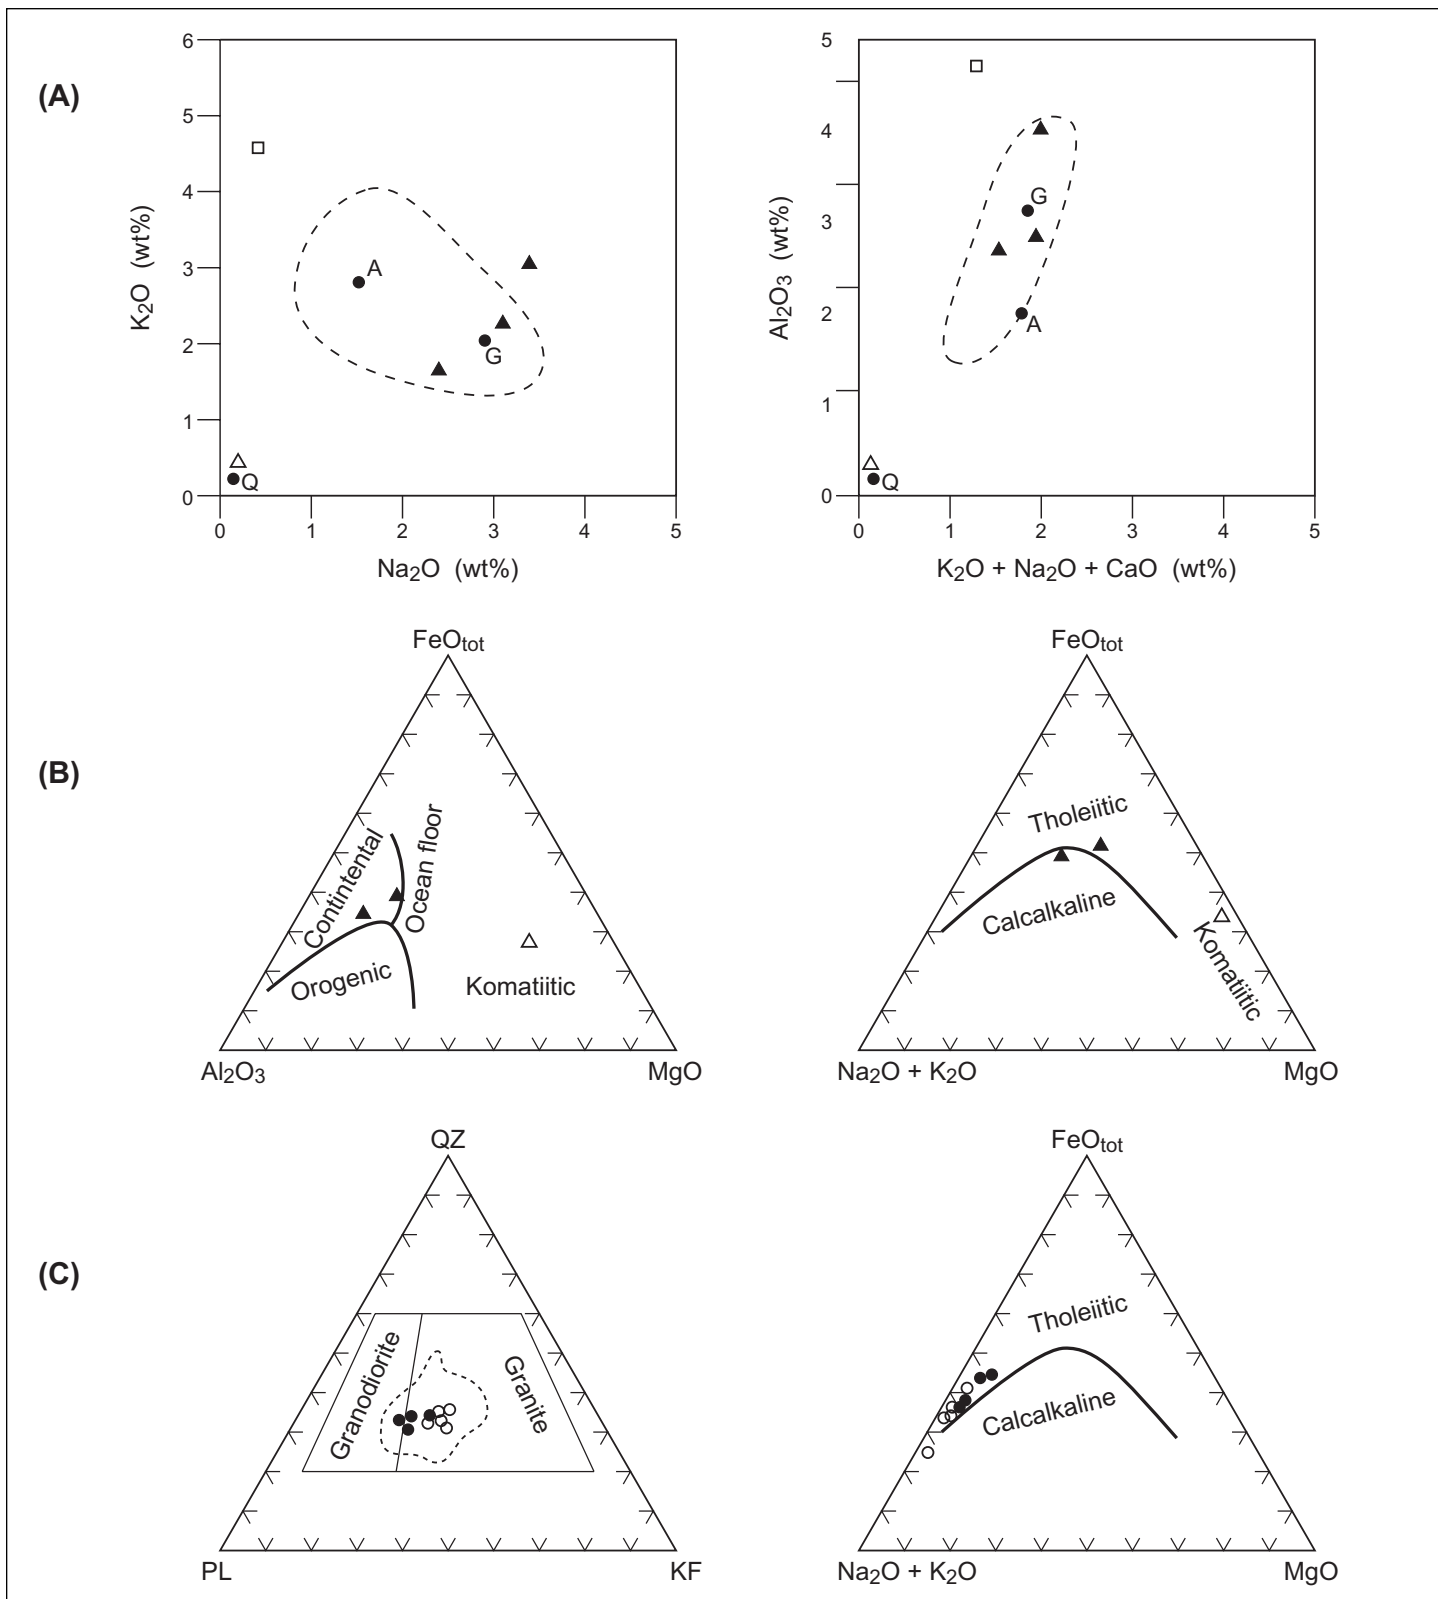 (A)
6
5
4
3
2
1
0
K2O (wt%)
A
G
Q
0 1 2 3 4 5
Na2O (wt%)
5
4
3
2
1
0
Al2O3 (wt%)
G
A
Q
0 1 2 3 4 5
K2O + Na2O + CaO (wt%)
(B)
FeOtot
Contintental
Ocean floor
Orogenic
Komatiitic
Al2O3
MgO
FeOtot
Tholeiitic
Calcalkaline
Komatiitic
Na2O + K2O
MgO
(C)
QZ
Granodiorite
Granite
PL
KF
FeOtot
Tholeiitic
Calcalkaline
Na2O + K2O
MgO